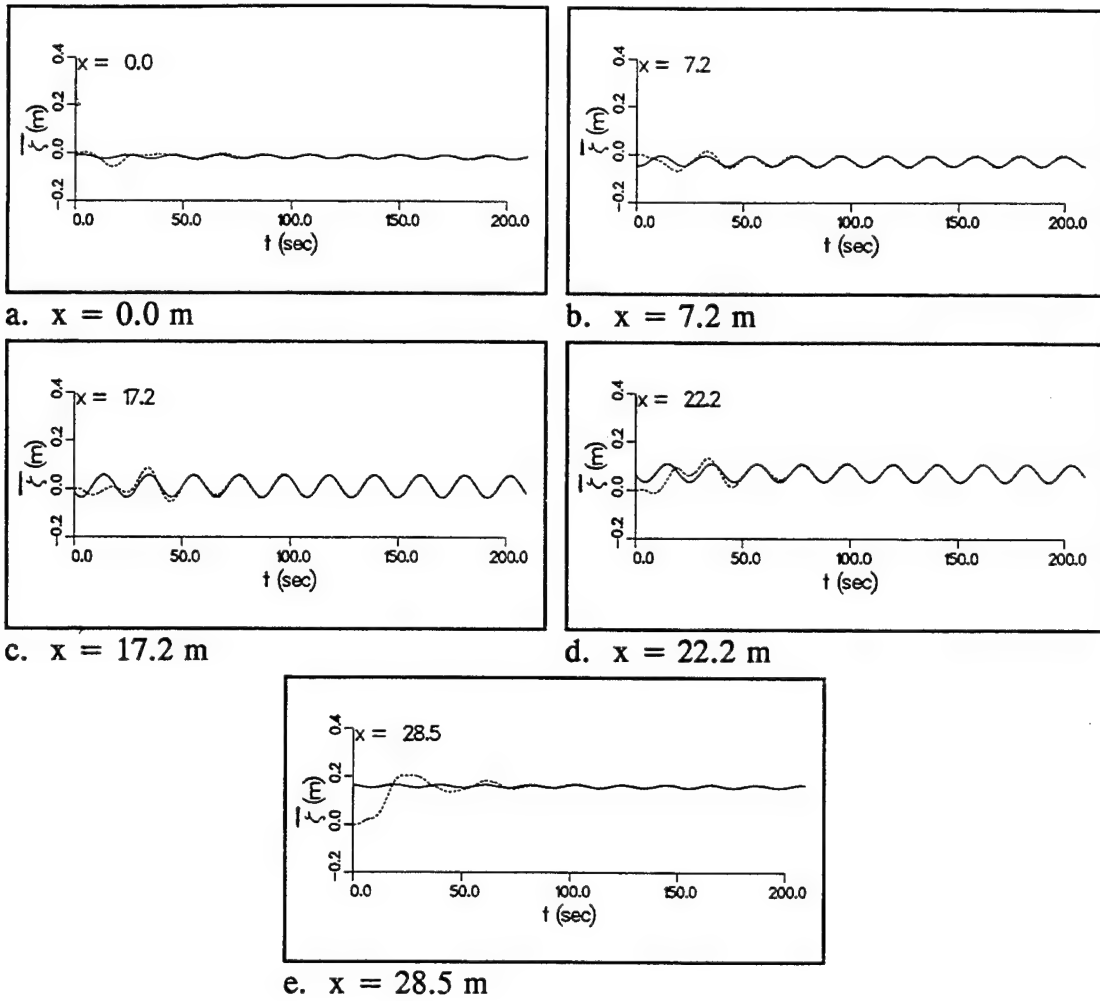 x = 0.0
0.4
0.2
0.0
-0.2
ζ̅ (m)
0.0 50.0 100.0 150.0 200.0
t (sec)
a. x = 0.0 m
x = 7.2
0.4
0.2
0.0
-0.2
ζ̅ (m)
0.0 50.0 100.0 150.0 200.0
t (sec)
b. x = 7.2 m
x = 17.2
0.4
0.2
0.0
-0.2
ζ̅ (m)
0.0 50.0 100.0 150.0 200.0
t (sec)
c. x = 17.2 m
x = 22.2
0.4
0.2
0.0
-0.2
ζ̅ (m)
0.0 50.0 100.0 150.0 200.0
t (sec)
d. x = 22.2 m
x = 28.5
0.4
0.2
0.0
-0.2
ζ̅ (m)
0.0 50.0 100.0 150.0 200.0
t (sec)
e. x = 28.5 m